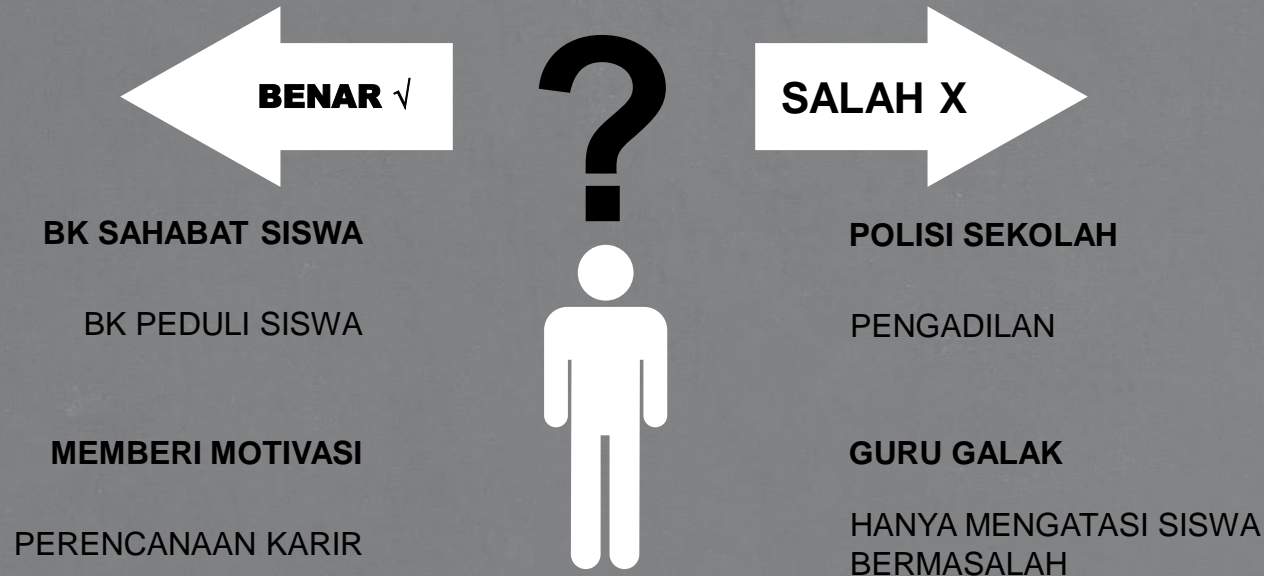 BENAR √
?
SALAH X
BK SAHABAT SISWA
BK PEDULI SISWA
MEMBERI MOTIVASI
PERENCANAAN KARIR
POLISI SEKOLAH
PENGADILAN
GURU GALAK
HANYA MENGATASI SISWA
BERMASALAH